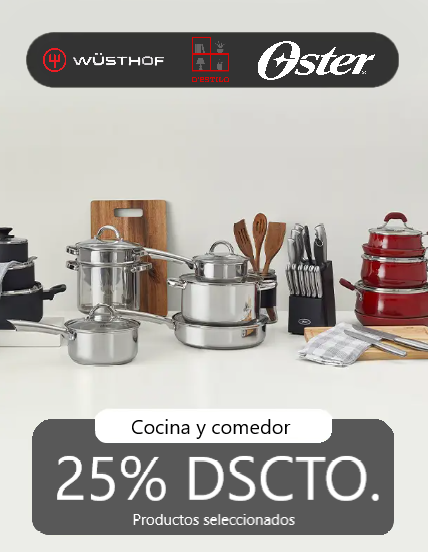 WÜSTHOF
Oster
Cocina y comedor
25% DSCTO.
Productos seleccionados